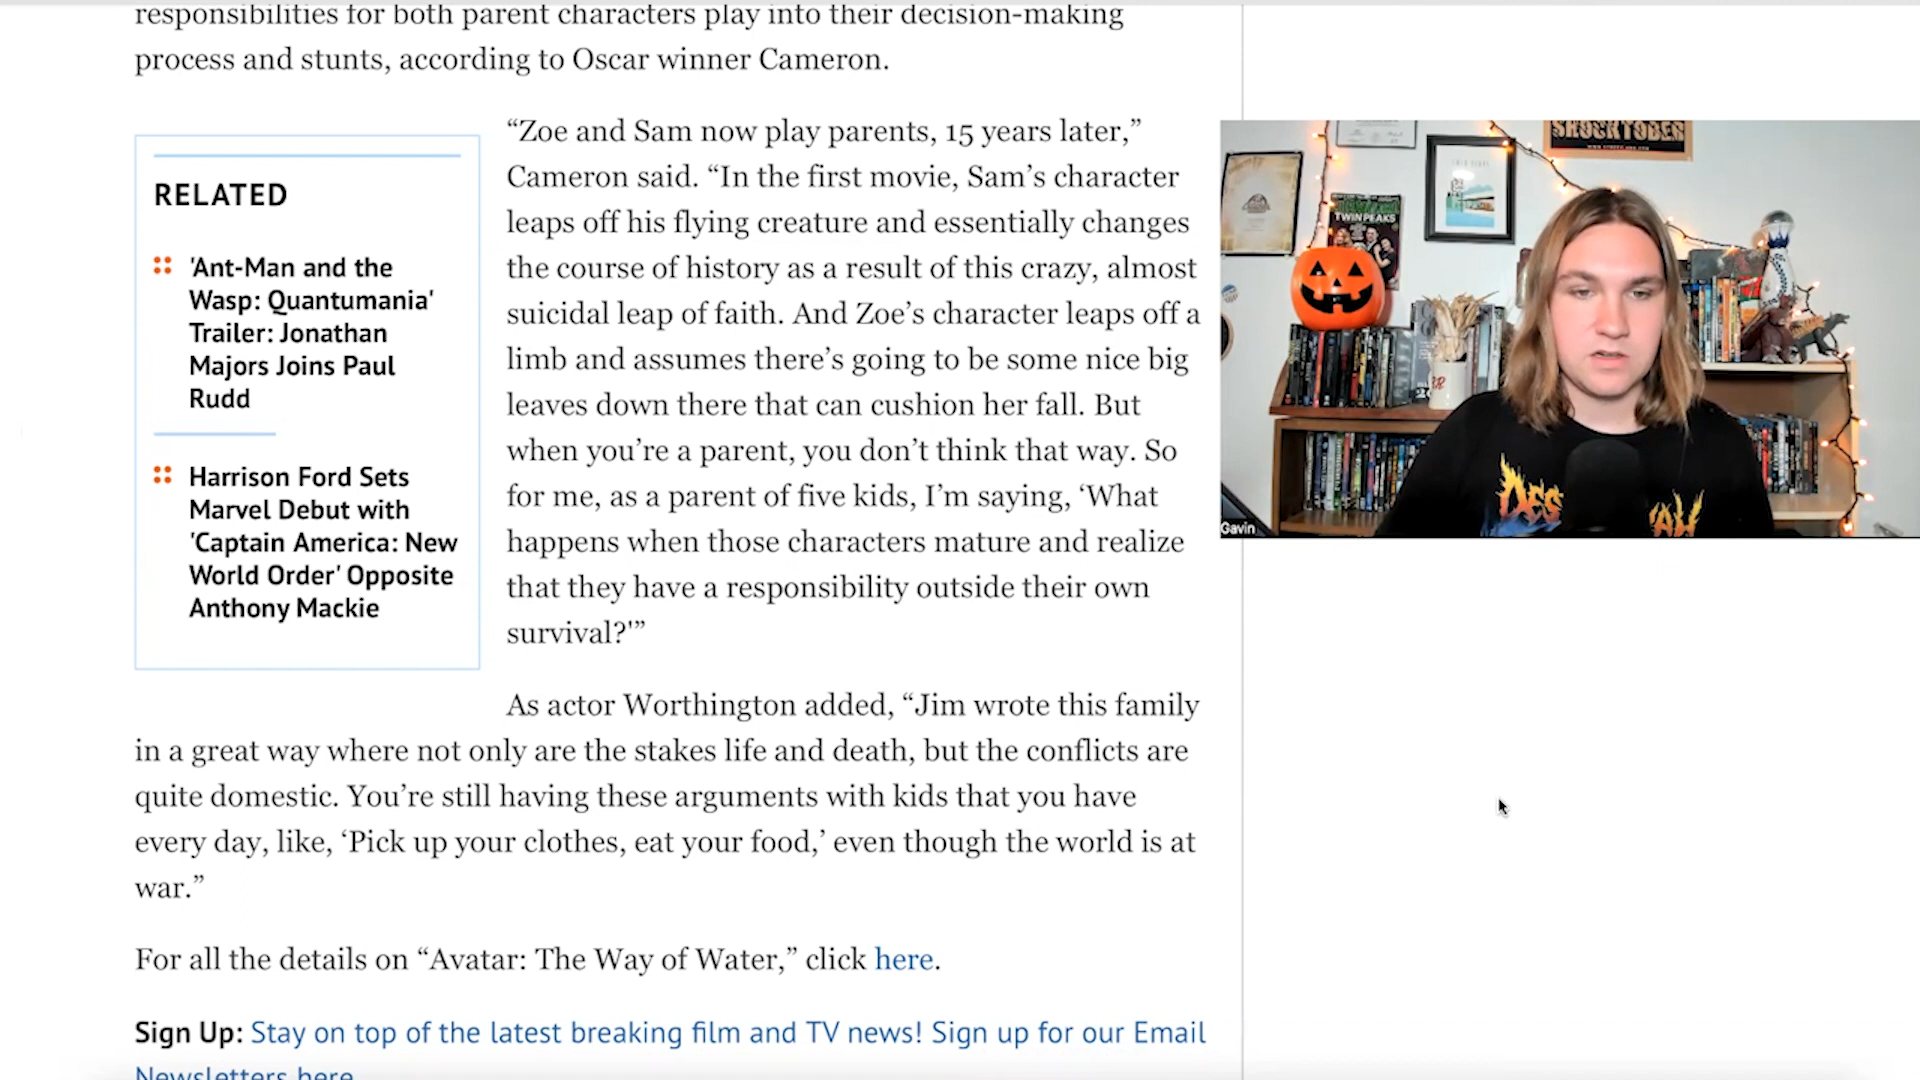 responsibilities for both parent characters play into their decision-making
process and stunts, according to Oscar winner Cameron.
RELATED
'Ant-Man and the
Wasp: Quantumania'
Trailer: Jonathan
Majors Joins Paul
Rudd
Harrison Ford Sets
Marvel Debut with
'Captain America: New
World Order' Opposite
Anthony Mackie
“Zoe and Sam now play parents, 15 years later,”
Cameron said. “In the first movie, Sam’s character
leaps off his flying creature and essentially changes
the course of history as a result of this crazy, almost
suicidal leap of faith. And Zoe’s character leaps off a
limb and assumes there’s going to be some nice big
leaves down there that can cushion her fall. But
when you’re a parent, you don’t think that way. So
for me, as a parent of five kids, I’m saying, ‘What
happens when those characters mature and realize
that they have a responsibility outside their own
survival?'”
As actor Worthington added, “Jim wrote this family
in a great way where not only are the stakes life and death, but the conflicts are
quite domestic. You’re still having these arguments with kids that you have
every day, like, ‘Pick up your clothes, eat your food,’ even though the world is at
war.”
For all the details on “Avatar: The Way of Water,” click here.
Sign Up: Stay on top of the latest breaking film and TV news! Sign up for our Email
Newsletters here.
SHOCKTOBER
TWIN PEAKS
Gavin